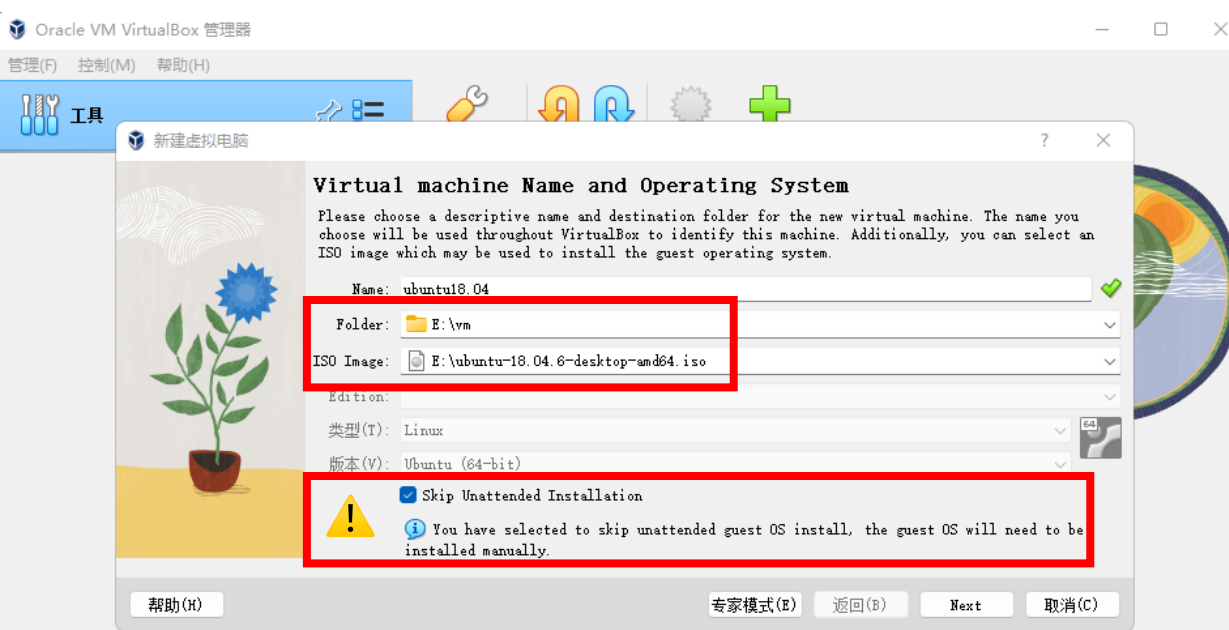 Oracle VM VirtualBox 管理器
管理(F) 控制(M) 帮助(H)
工具
新建虚拟电脑
?
Virtual machine Name and Operating System
Please choose a descriptive name and destination folder for the new virtual machine. The name you
choose will be used throughout VirtualBox to identify this machine. Additionally, you can select an
ISO image which may be used to install the guest operating system.
Name: ubuntu18.04
Folder: E:\vm
ISO Image: E:\ubuntu-18.04.6-desktop-amd64.iso
Edition:
类型(T): Linux
64
版本(V): Ubuntu (64-bit)
Skip Unattended Installation
You have selected to skip unattended guest OS install, the guest OS will need to be
installed manually.
帮助(H) 专家模式(E) 返回(B) Next 取消(C)